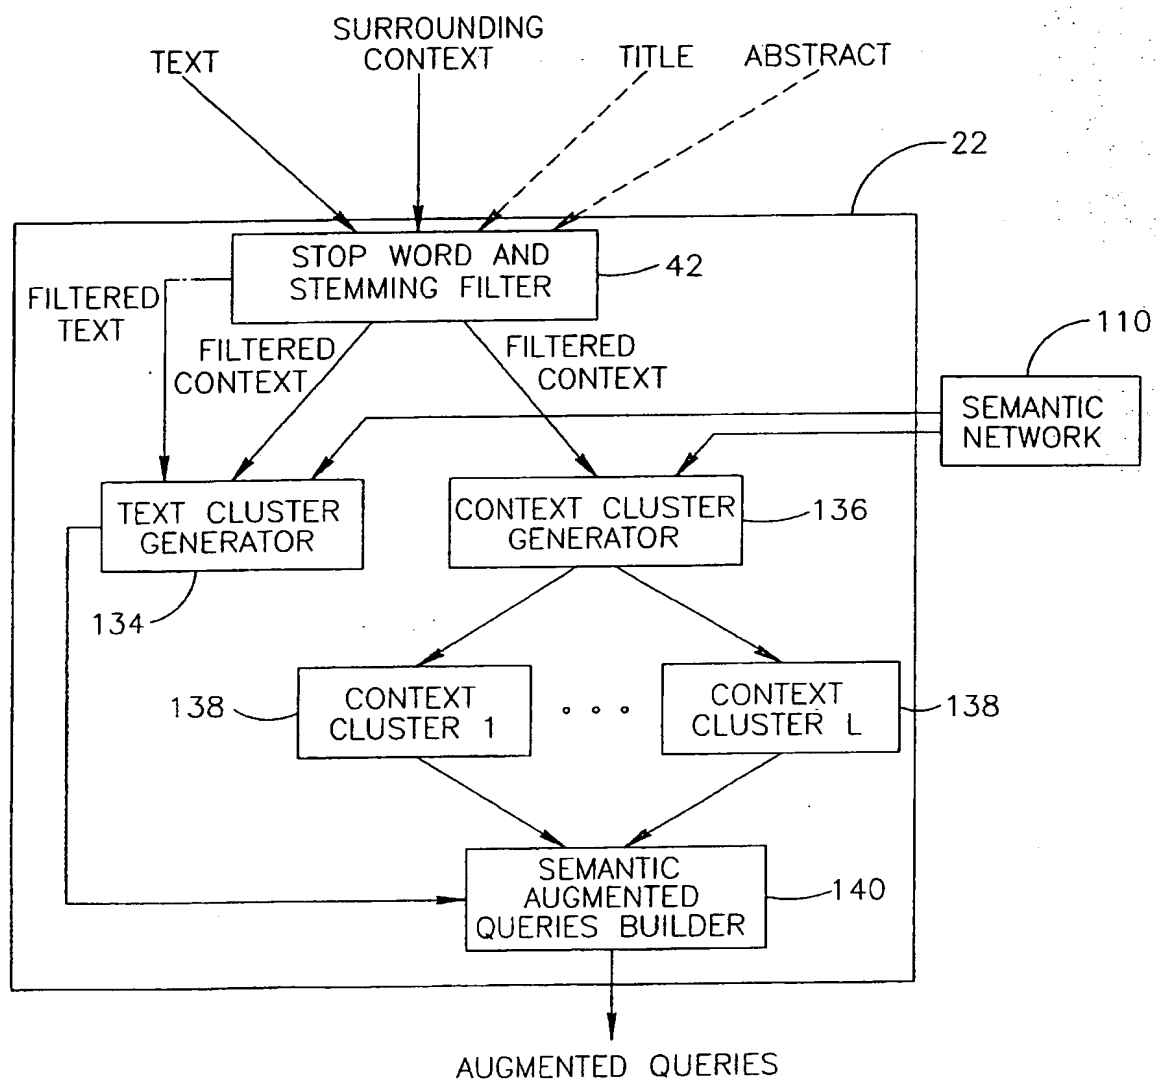 TEXT
SURROUNDING
CONTEXT
TITLE
ABSTRACT
22
STOP WORD AND
STEMMING FILTER
42
FILTERED
TEXT
FILTERED
CONTEXT
FILTERED
CONTEXT
110
SEMANTIC
NETWORK
TEXT CLUSTER
GENERATOR
134
CONTEXT CLUSTER
GENERATOR
136
138
CONTEXT
CLUSTER 1
CONTEXT
CLUSTER L
138
SEMANTIC
AUGMENTED
QUERIES BUILDER
140
AUGMENTED QUERIES